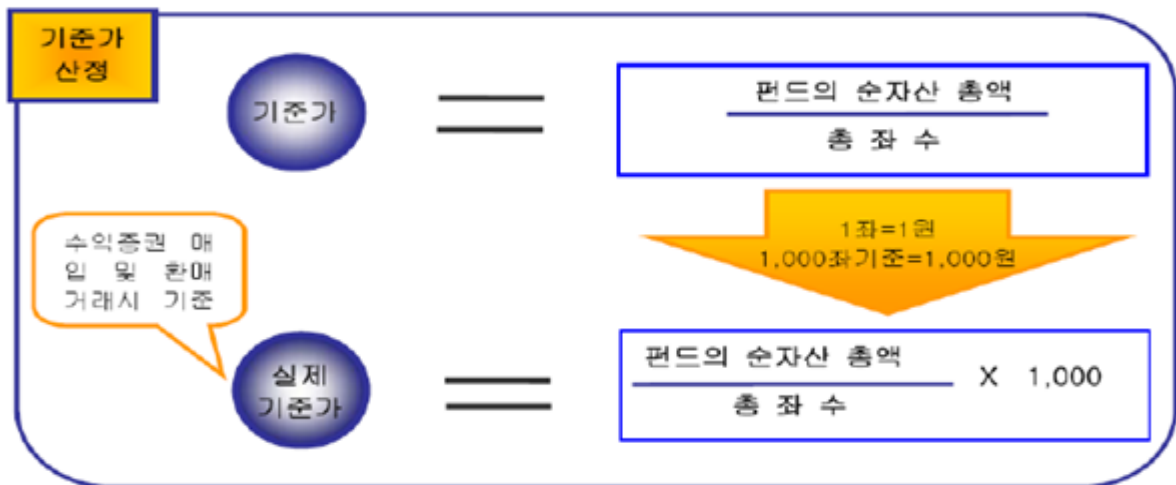 기준가
산정
기준가
펀드의 순자산 총액
총 좌 수
1좌=1원
1,000좌기준=1,000원
수익증권 매
입 및 환매
거래시 기준
실제
기준가
펀드의 순자산 총액
총 좌 수
X 1,000